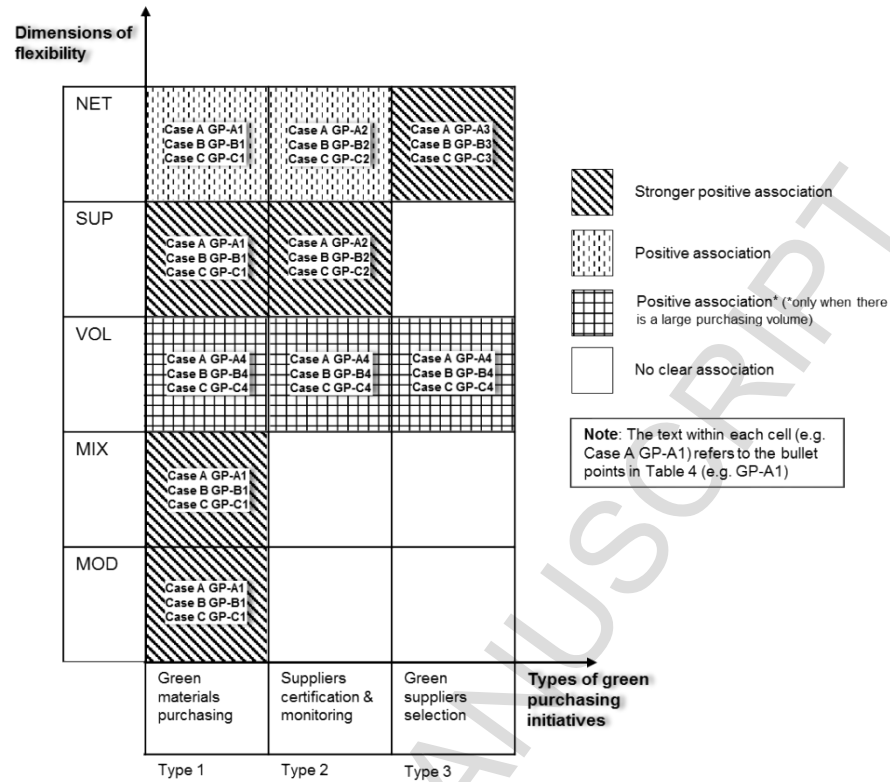 Dimensions of
flexibility
NET
Case A GP-A1
Case B GP-B1
Case C GP-C1
Case A GP-A2
Case B GP-B2
Case C GP-C2
Case A GP-A3
Case B GP-B3
Case C GP-C3
SUP
Case A GP-A1
Case B GP-B1
Case C GP-C1
Case A GP-A2
Case B GP-B2
Case C GP-C2
VOL
Case A GP-A4
Case B GP-B4
Case C GP-C4
Case A GP-A4
Case B GP-B4
Case C GP-C4
Case A GP-A4
Case B GP-B4
Case C GP-C4
MIX
Case A GP-A1
Case B GP-B1
Case C GP-C1
MOD
Case A GP-A1
Case B GP-B1
Case C GP-C1
Green
materials
purchasing
Suppliers
certification &
monitoring
Green
suppliers
selection
Types of green
purchasing
initiatives
Type 1
Type 2
Type 3
Stronger positive association
Positive association
Positive association* (*only when there
is a large purchasing volume)
No clear association
Note: The text within each cell (e.g.
Case A GP-A1) refers to the bullet
points in Table 4 (e.g. GP-A1)
ANUSCRIPT